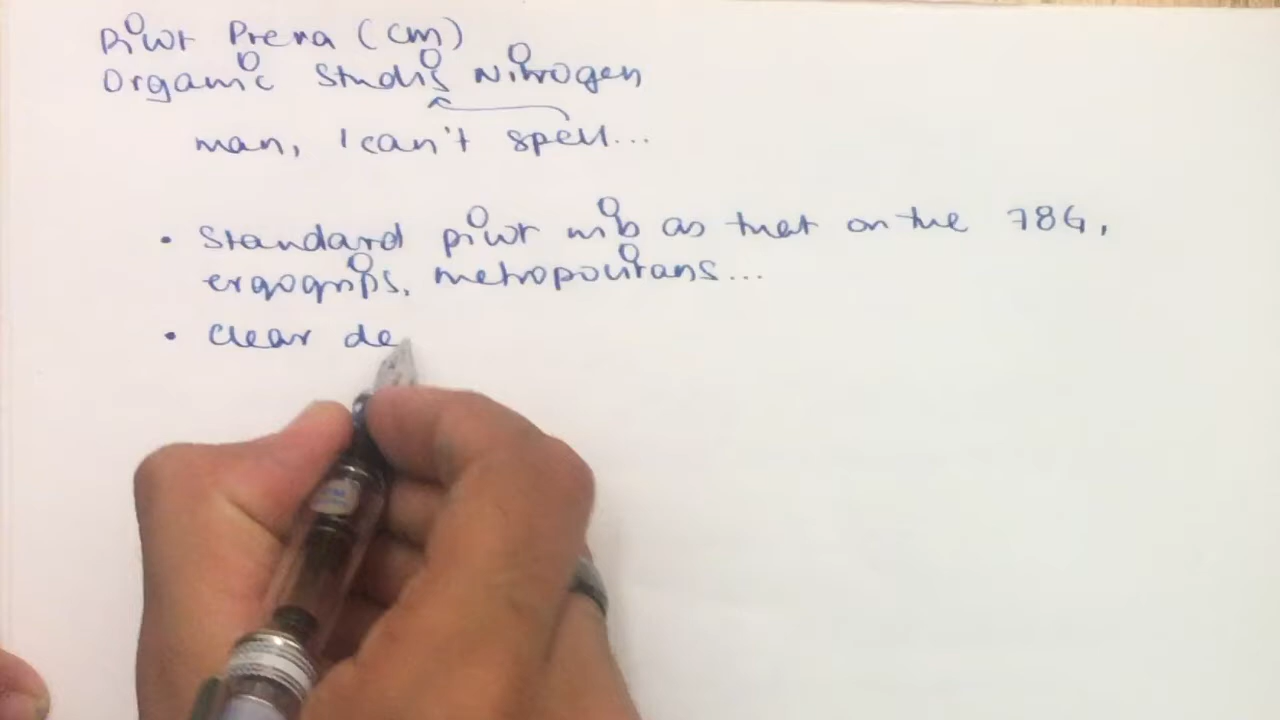 Pilot Prera (cm)
Organic Studis Nitrogen
man, I can't spell...
• Standard pilot nib as that on the 78G,
ergogrips, metropolitans...
• Clear de